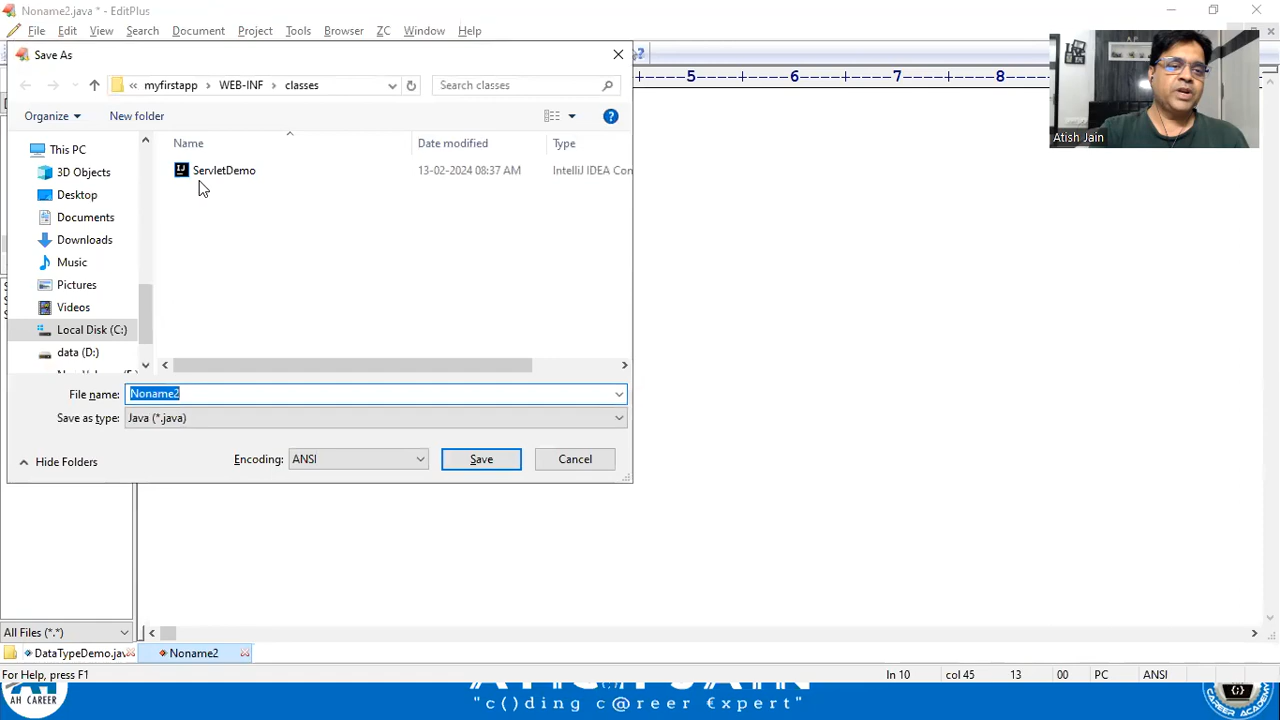 Noname2.java * - EditPlus
File Edit View Search Document Project Tools Browser ZC Window Help
Save As
myfirstapp WEB-INF classes
Search classes
Organize New folder
Name Date modified Type
This PC
ServletDemo 13-02-2024 08:37 AM IntelliJ IDEA Con
3D Objects
Desktop
Documents
Downloads
Music
Pictures
Videos
Local Disk (C:)
data (D:)
File name: Noname2
Save as type: Java (*.java)
Hide Folders
Encoding: ANSI Save Cancel
5 6 7 8
Atish Jain
All Files (*.*)
DataTypeDemo.jav Noname2
For Help, press F1 ln 10 col 45 13 00 PC ANSI
AH CAREER
"c()ding c@reer €xpert"